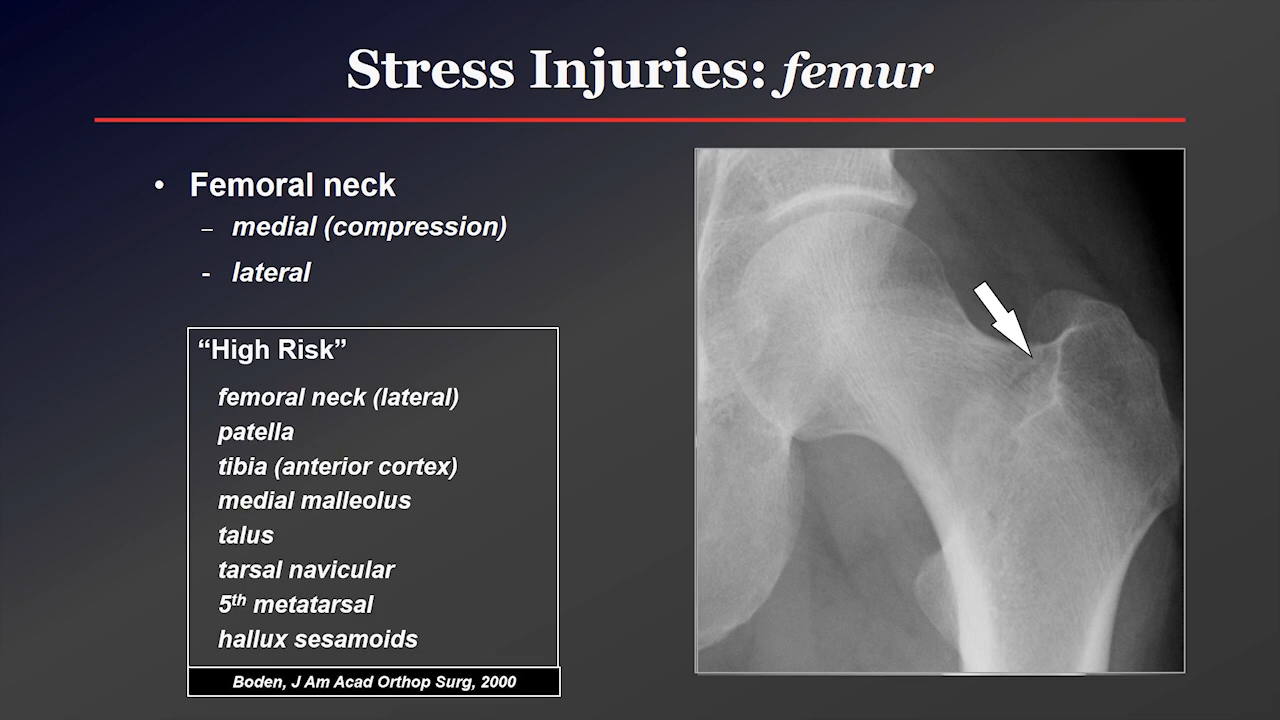 Stress Injuries: femur
• Femoral neck
– medial (compression)
- lateral
“High Risk”
femoral neck (lateral)
patella
tibia (anterior cortex)
medial malleolus
talus
tarsal navicular
5th metatarsal
hallux sesamoids
Boden, J Am Acad Orthop Surg, 2000